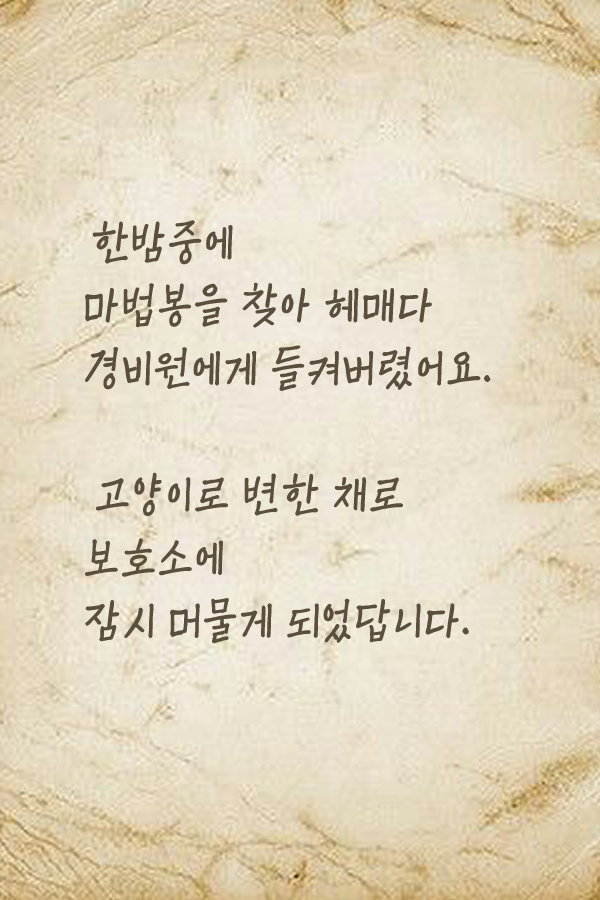 한밤중에
마법봉을 찾아 헤매다
경비원에게 들켜버렸어요.
고양이로 변한 채로
보호소에
잠시 머물게 되었답니다.